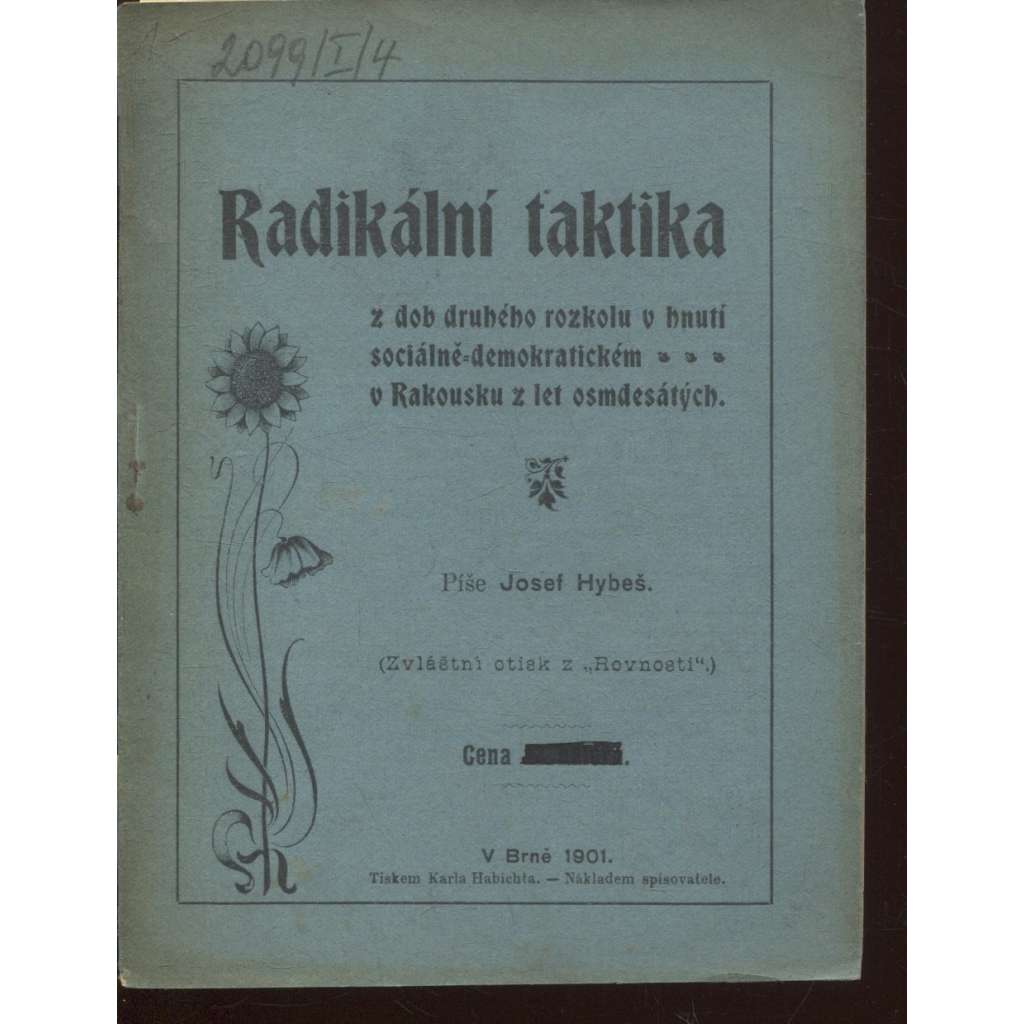 2099/I/4
Radikální taktika
z dob druhého rozkolu v hnutí
sociálně-demokratickém
v Rakousku z let osmdesátých.
Píše Josef Hybeš.
(Zvláštní otisk z „Rovnosti“.)
Cena
V Brně 1901.
Tiskem Karla Habichta. — Nákladem spisovatele.